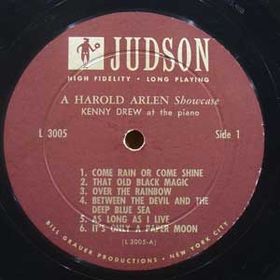 JUDSON
HIGH FIDELITY • LONG PLAYING
A HAROLD ARLEN Showcase
KENNY DREW at the piano
L 3005
Side 1
1. COME RAIN OR COME SHINE
2. THAT OLD BLACK MAGIC
3. OVER THE RAINBOW
4. BETWEEN THE DEVIL AND THE
DEEP BLUE SEA
5. AS LONG AS I LIVE
6. IT'S ONLY A PAPER MOON
[L 3005-A]
BILL GRAUER PRODUCTIONS • NEW YORK CITY